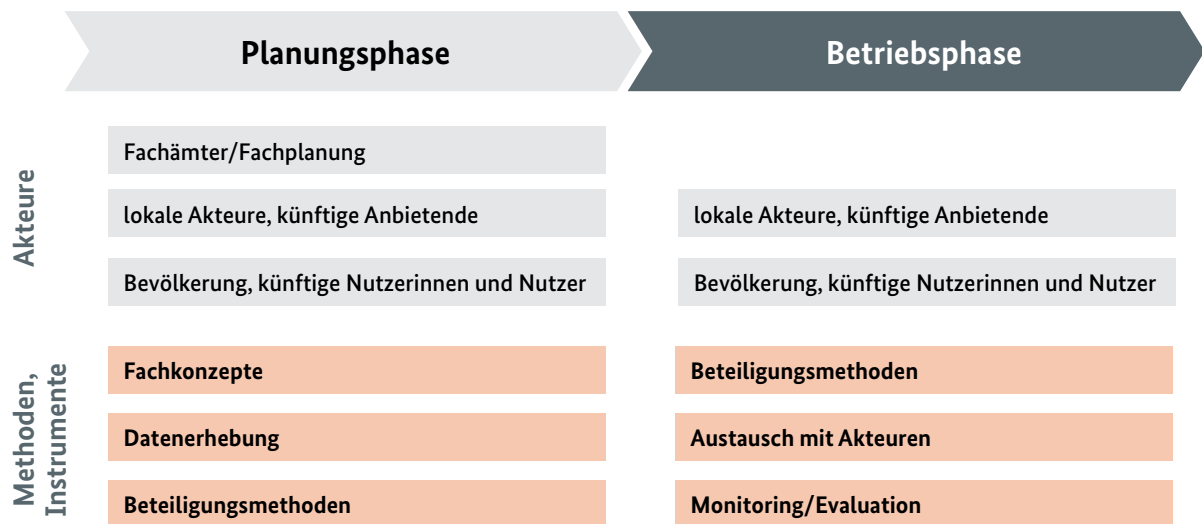 Planungsphase
Betriebsphase
Akteure
Fachämter/Fachplanung
lokale Akteure, künftige Anbietende
lokale Akteure, künftige Anbietende
Bevölkerung, künftige Nutzerinnen und Nutzer
Bevölkerung, künftige Nutzerinnen und Nutzer
Methoden,
Instrumente
Fachkonzepte
Beteiligungsmethoden
Datenerhebung
Austausch mit Akteuren
Beteiligungsmethoden
Monitoring/Evaluation